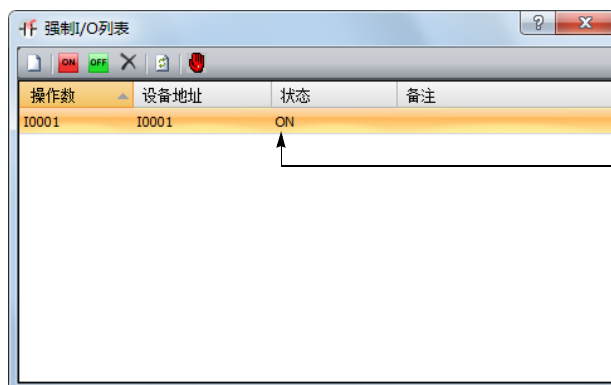 强制I/O列表
ON OFF
操作数 设备地址 状态 备注
I0001 I0001 ON